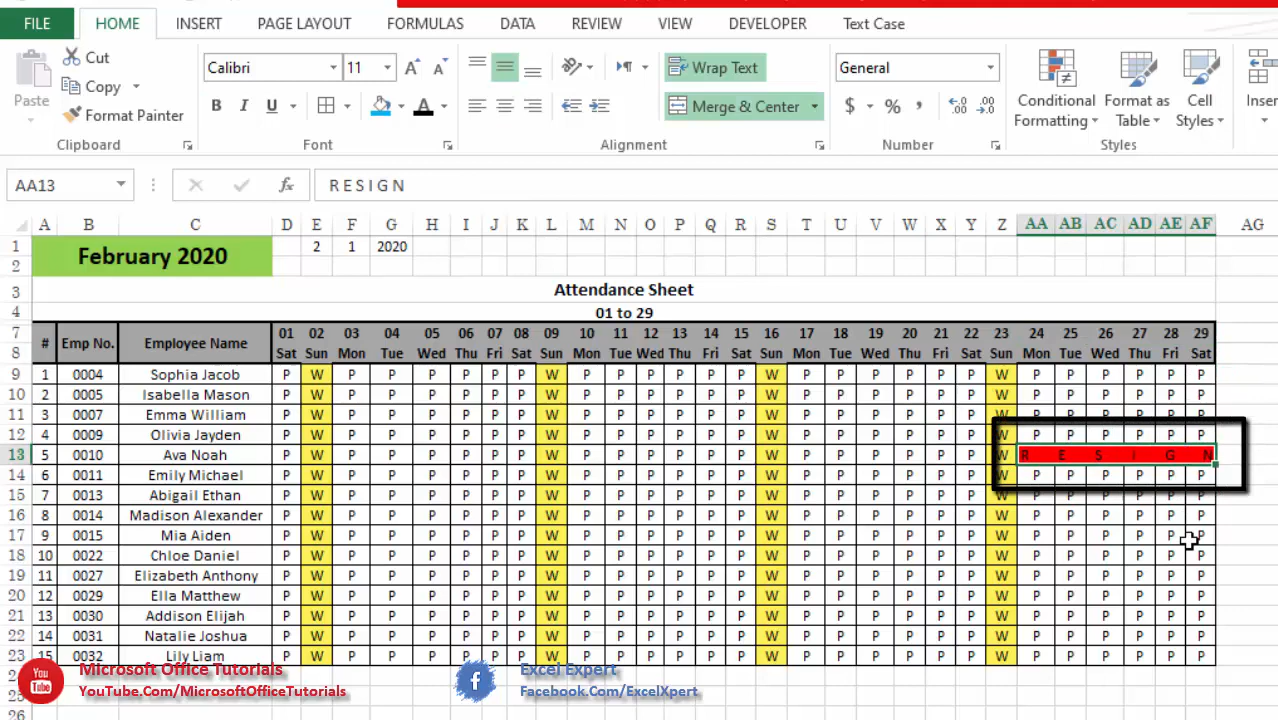 FILE HOME INSERT PAGE LAYOUT FORMULAS DATA REVIEW VIEW DEVELOPER Text Case
Cut Calibri 11 Wrap Text General
Copy Conditional Format as Cell Inser
Paste Format Painter B I U Merge & Center $ % Formatting Table Styles
Clipboard Font Alignment Number Styles
AA13 fx R E S I G N
A B C D E F G H I J K L M N O P Q R S T U V W X Y Z AA AB AC AD AE AF AG
1 February 2020 2 1 2020
2
3 Attendance Sheet
4 01 to 29
7 # Emp No. Employee Name 01 02 03 04 05 06 07 08 09 10 11 12 13 14 15 16 17 18 19 20 21 22 23 24 25 26 27 28 29
8 Sat Sun Mon Tue Wed Thu Fri Sat Sun Mon Tue Wed Thu Fri Sat Sun Mon Tue Wed Thu Fri Sat Sun Mon Tue Wed Thu Fri Sat
9 1 0004 Sophia Jacob P W P P P P P P W P P P P P P W P P P P P P W P P P P P P
10 2 0005 Isabella Mason P W P P P P P P W P P P P P P W P P P P P P W P P P P P P
11 3 0007 Emma William P W P P P P P P W P P P P P P W P P P P P P W P P P P P P
12 4 0009 Olivia Jayden P W P P P P P P W P P P P P P W P P P P P P W P P P P P P
13 5 0010 Ava Noah P W P P P P P P W P P P P P P W P P P P P P W R E S I G N
14 6 0011 Emily Michael P W P P P P P P W P P P P P P W P P P P P P W P P P P P P
15 7 0013 Abigail Ethan P W P P P P P P W P P P P P P W P P P P P P W P P P P P P
16 8 0014 Madison Alexander P W P P P P P P W P P P P P P W P P P P P P W P P P P P P
17 9 0015 Mia Aiden P W P P P P P P W P P P P P P W P P P P P P W P P P P P P
18 10 0022 Chloe Daniel P W P P P P P P W P P P P P P W P P P P P P W P P P P P P
19 11 0027 Elizabeth Anthony P W P P P P P P W P P P P P P W P P P P P P W P P P P P P
20 12 0029 Ella Matthew P W P P P P P P W P P P P P P W P P P P P P W P P P P P P
21 13 0030 Addison Elijah P W P P P P P P W P P P P P P W P P P P P P W P P P P P P
22 14 0031 Natalie Joshua P W P P P P P P W P P P P P P W P P P P P P W P P P P P P
23 15 0032 Lily Liam P W P P P P P P W P P P P P P W P P P P P P W P P P P P P
You Tube Microsoft Office Tutorials Excel Expert
YouTube.Com/MicrosoftOfficeTutorials Facebook.Com/ExcelXpert
26